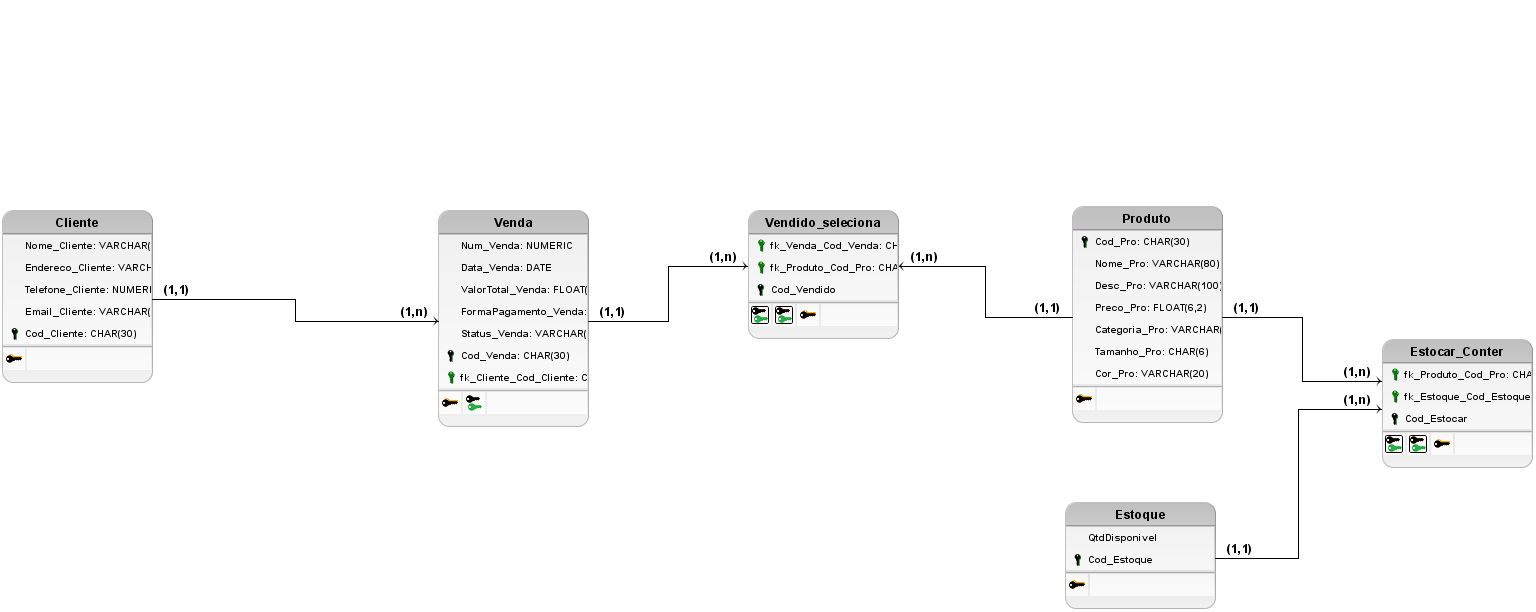 Cliente
Nome_Cliente: VARCHAR(
Endereco_Cliente: VARCH
Telefone_Cliente: NUMERI
Email_Cliente: VARCHAR(
Cod_Cliente: CHAR(30)
(1,1)
(1,n)
Venda
Num_Venda: NUMERIC
Data_Venda: DATE
ValorTotal_Venda: FLOAT(
FormaPagamento_Venda:
Status_Venda: VARCHAR(
Cod_Venda: CHAR(30)
fk_Cliente_Cod_Cliente: C
(1,1)
(1,n)
Vendido_seleciona
fk_Venda_Cod_Venda: CH
fk_Produto_Cod_Pro: CHA
Cod_Vendido
(1,n)
(1,1)
Produto
Cod_Pro: CHAR(30)
Nome_Pro: VARCHAR(80)
Desc_Pro: VARCHAR(100)
Preco_Pro: FLOAT(6,2)
Categoria_Pro: VARCHAR(
Tamanho_Pro: CHAR(6)
Cor_Pro: VARCHAR(20)
(1,1)
(1,n)
(1,n)
Estocar_Conter
fk_Produto_Cod_Pro: CHA
fk_Estoque_Cod_Estoque
Cod_Estocar
Estoque
QtdDisponivel
Cod_Estoque
(1,1)